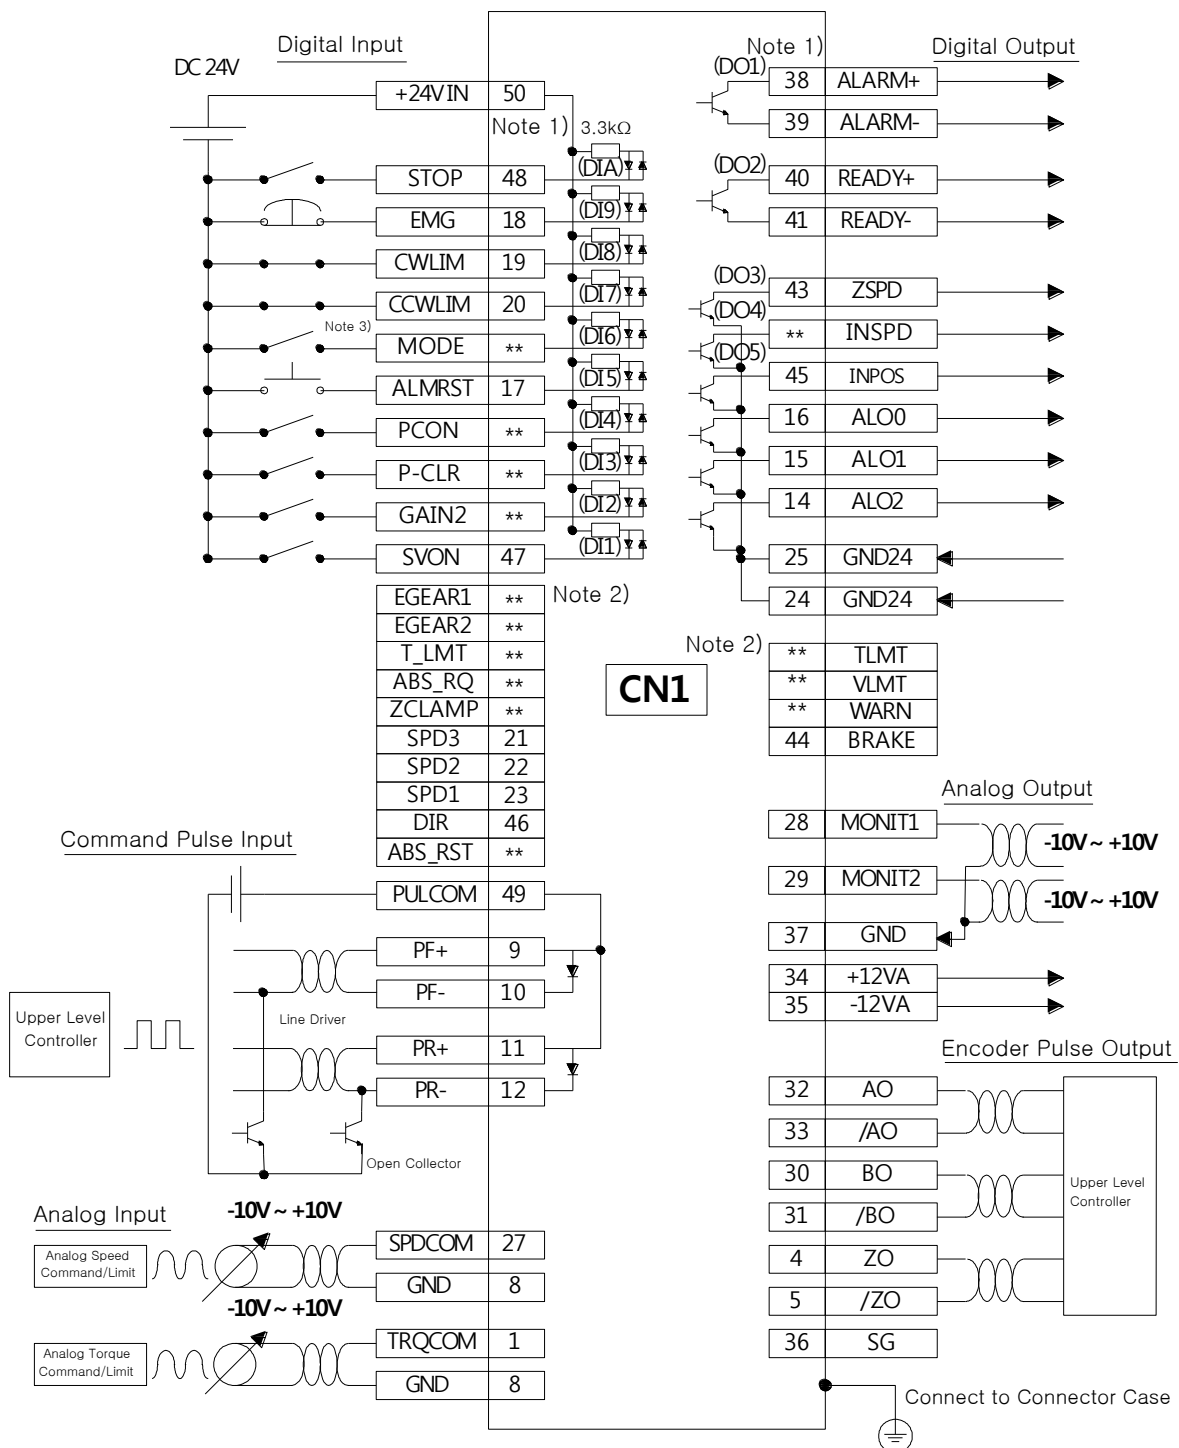 Digital Input
DC 24V
+24VIN 50
Note 1) 3.3kΩ
(DIA)
STOP 48
(DI9)
EMG 18
(DI8)
CWLIM 19
(DI7)
CCWLIM 20
Note 3)
(DI6)
MODE **
(DI5)
ALMRST 17
(DI4)
PCON **
(DI3)
P-CLR **
(DI2)
GAIN2 **
(DI1)
SVON 47
EGEAR1 ** Note 2)
EGEAR2 **
T_LMT **
ABS_RQ **
ZCLAMP **
SPD3 21
SPD2 22
SPD1 23
DIR 46
ABS_RST **
Command Pulse Input
PULCOM 49
PF+ 9
PF- 10
Line Driver
Upper Level
Controller
PR+ 11
PR- 12
Open Collector
Analog Input
-10V ~ +10V
Analog Speed
Command/Limit
SPDCOM 27
GND 8
-10V ~ +10V
Analog Torque
Command/Limit
TRQCOM 1
GND 8
CN1
Note 1)
Digital Output
(DO1)
38 ALARM+
39 ALARM-
(DO2)
40 READY+
41 READY-
(DO3)
43 ZSPD
(DO4)
** INSPD
(DO5)
45 INPOS
16 ALO0
15 ALO1
14 ALO2
25 GND24
24 GND24
Note 2)
** TLMT
** VLMT
** WARN
44 BRAKE
Analog Output
28 MONIT1
-10V ~ +10V
29 MONIT2
-10V ~ +10V
37 GND
34 +12VA
35 -12VA
Encoder Pulse Output
32 AO
33 /AO
30 BO
31 /BO
4 ZO
5 /ZO
36 SG
Upper Level
Controller
Connect to Connector Case